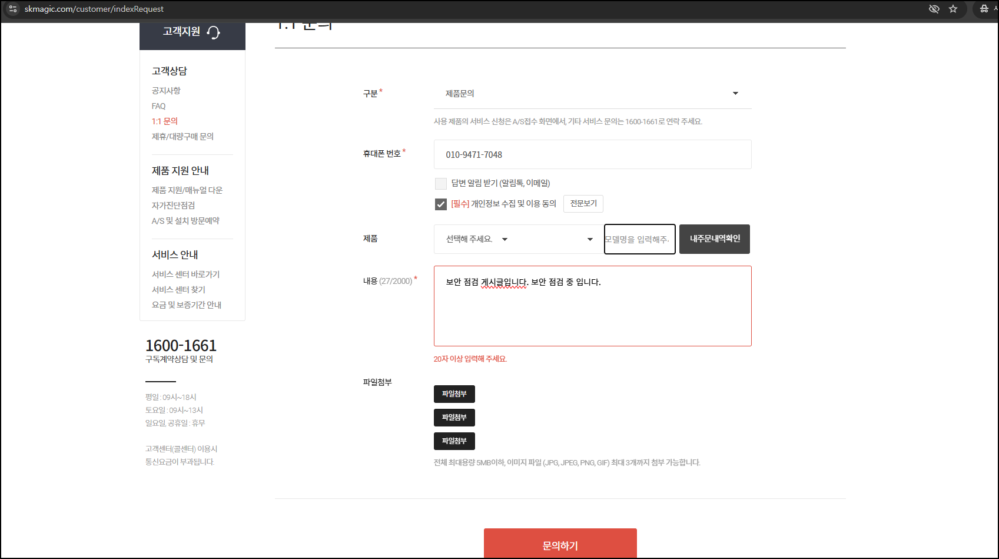 skmagic.com/customer/indexRequest
고객지원
1:1 문의
고객상담
공지사항
FAQ
1:1 문의
제휴/대량구매 문의
제품 지원 안내
제품 지원/매뉴얼 다운
자가진단점검
A/S 및 설치 방문예약
서비스 안내
서비스 센터 바로가기
서비스 센터 찾기
요금 및 보증기간 안내
1600-1661
구독계약상담 및 문의
평일 : 09시~18시
토요일 : 09시~13시
일요일, 공휴일 : 휴무
고객센터(콜센터) 이용시
통신요금이 부과됩니다.
구분*
제품문의
사용 제품의 서비스 신청은 A/S접수 화면에서, 기타 서비스 문의는 1600-1661로 연락 주세요.
휴대폰 번호*
010-9471-7048
답변 알림 받기 (알림톡, 이메일)
[필수] 개인정보 수집 및 이용 동의 전문보기
제품
선택해 주세요.
모델명을 입력해주.
내주문내역확인
내용 (27/2000)*
보안 점검 게시글입니다. 보안 점검 중 입니다.
20자 이상 입력해 주세요.
파일첨부
파일첨부
파일첨부
파일첨부
전체 최대용량 5MB이하, 이미지 파일 (JPG, JPEG, PNG, GIF) 최대 3개까지 첨부 가능합니다.
문의하기